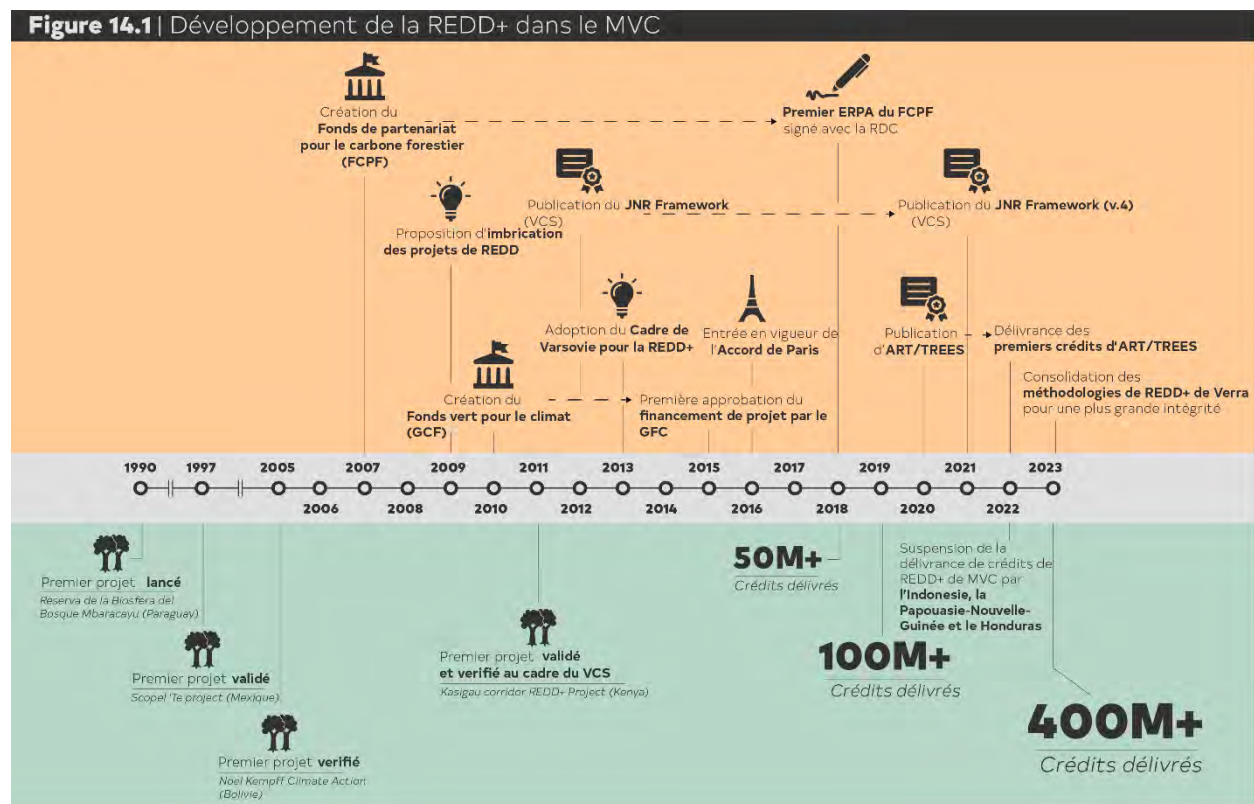 Figure 14.1 | Développement de la REDD+ dans le MVC
Création du
Fonds de partenariat
pour le carbone forestier
(FCPF)
Premier ERPA du FCPF
signé avec la RDC
Proposition d'imbrication
des projets de REDD
Publication du JNR Framework
(VCS)
Publication du JNR Framework (v.4)
(VCS)
Adoption du Cadre de
Varsovie pour la REDD+
Entrée en vigueur de
l'Accord de Paris
Publication
d'ART/TREES
Délivrance des
premiers crédits d'ART/TREES
Création du
Fonds vert pour le climat
(GCF)
Première approbation du
financement de projet par le
GFC
Consolidation des
méthodologies de REDD+ de Verra
pour une plus grande intégrité
1990 1997 2005 2007 2009 2011 2013 2015 2017 2019 2021 2023
2006 2008 2010 2012 2014 2016 2018 2020 2022
Premier projet lancé
Reserva de la Biosfera del
Bosque Mbaracayu (Paraguay)
Premier projet validé
Scopel 'Te project (Mexique)
Premier projet verifié
Noel Kempff Climate Action
(Bolivie)
Premier projet validé
et verifié au cadre du VCS
Kasigau corridor REDD+ Project (Kenya)
50M+
Crédits délivrés
100M+
Crédits délivrés
Suspension de la
délivrance de crédits de
REDD+ de MVC par
l'Indonesie, la
Papouasie-Nouvelle-
Guinée et le Honduras
400M+
Crédits délivrés